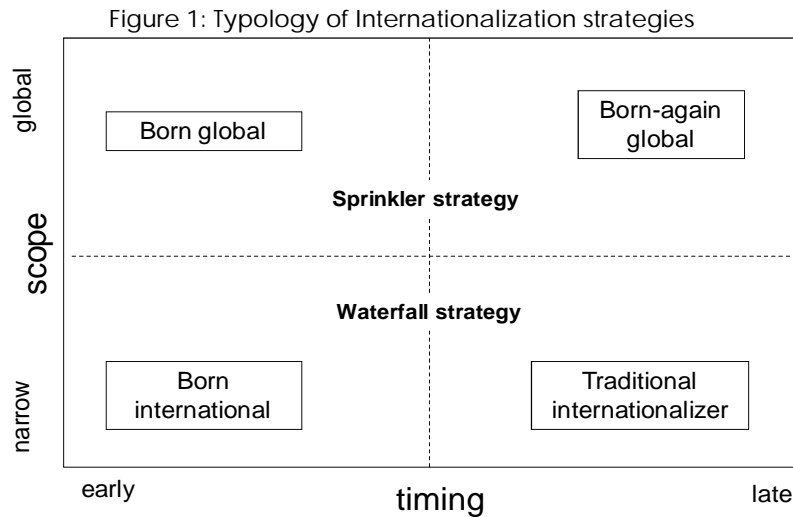 Figure 1: Typology of Internationalization strategies
global
Born global
Born-again
global
Sprinkler strategy
scope
Waterfall strategy
narrow
Born
international
Traditional
internationalizer
early
timing
late